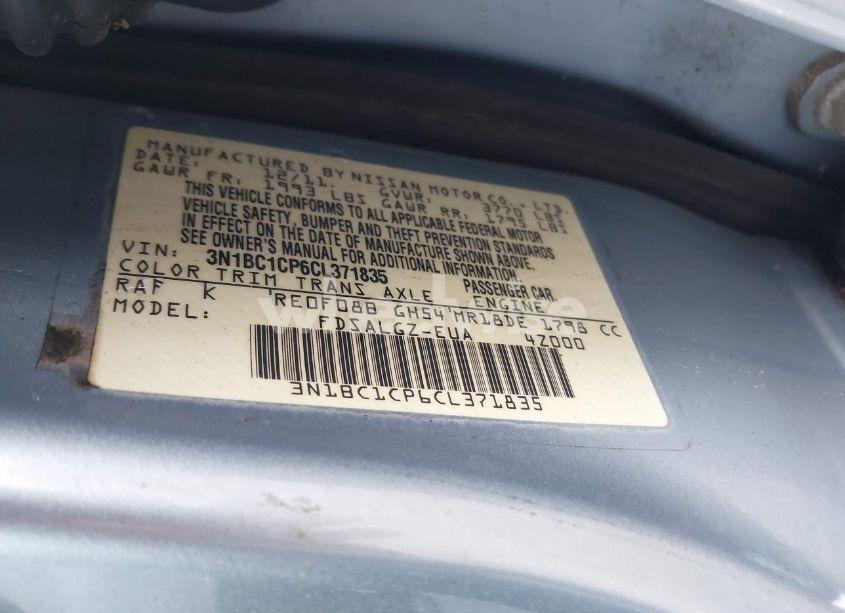 MANUFACTURED BY NISSAN MOTOR CO., LTD.
DATE: 12/11 GVWR: 3770 LBS
GAWR FR: 1993 LBS GAWR RR: 1795 LBS
THIS VEHICLE CONFORMS TO ALL APPLICABLE FEDERAL MOTOR
VEHICLE SAFETY, BUMPER AND THEFT PREVENTION STANDARDS
IN EFFECT ON THE DATE OF MANUFACTURE SHOWN ABOVE.
SEE OWNER'S MANUAL FOR ADDITIONAL INFORMATION.
VIN: 3N1BC1CP6CL371835 PASSENGER CAR.
COLOR TRIM TRANS AXLE ENGINE
RAF K RE0F08B GH54 MR18DE 1798 CC
MODEL: FDSALGZ-EUA 4Z000
3N1BC1CP6CL371835